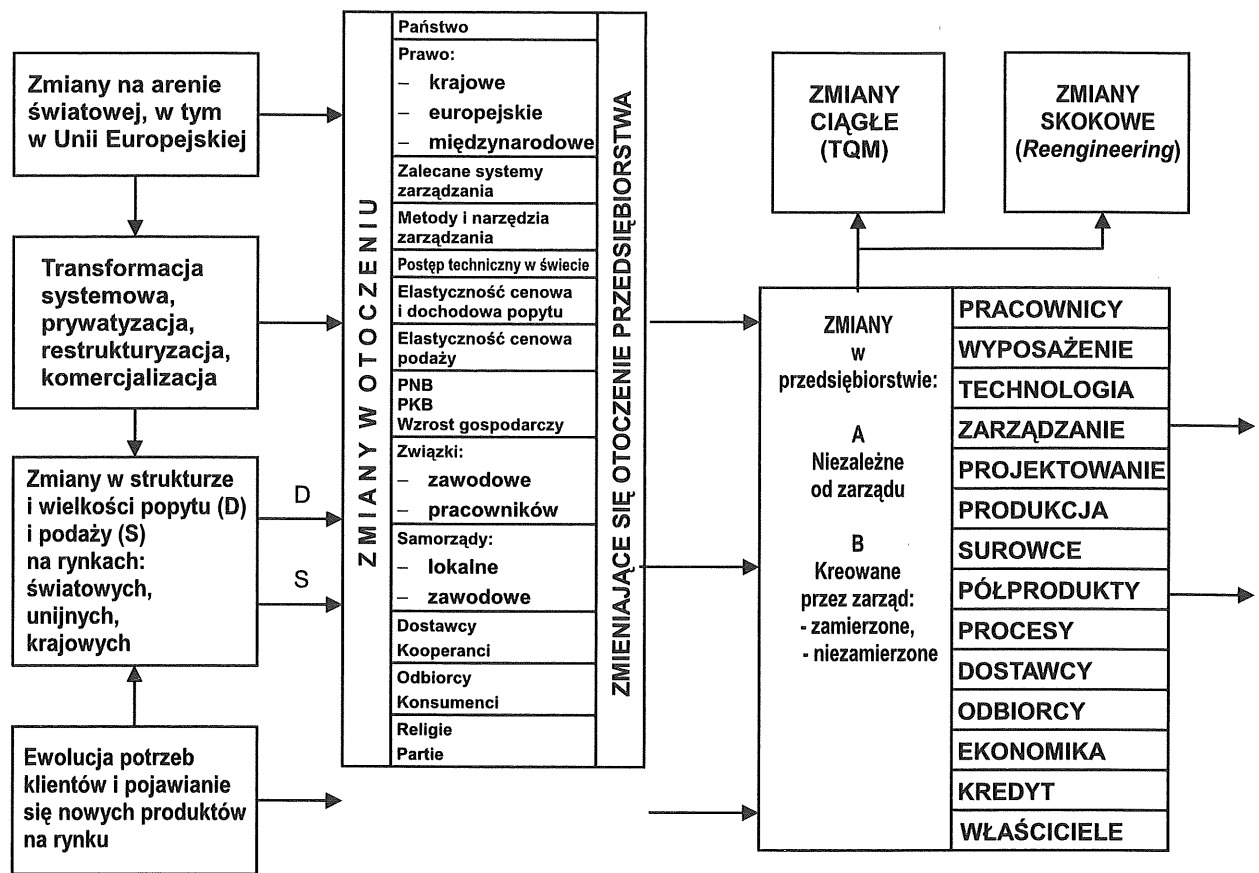 Zmiany na arenie
światowej, w tym
w Unii Europejskiej
Transformacja
systemowa,
prywatyzacja,
restrukturyzacja,
komercjalizacja
Zmiany w strukturze
i wielkości popytu (D)
i podaży (S)
na rynkach:
światowych,
unijnych,
krajowych
Ewolucja potrzeb
klientów i pojawianie
się nowych produktów
na rynku
D
S
ZMIANY W OTOCZENIU
Państwo
Prawo:
– krajowe
– europejskie
– międzynarodowe
Zalecane systemy
zarządzania
Metody i narzędzia
zarządzania
Postęp techniczny w świecie
Elastyczność cenowa
i dochodowa popytu
Elastyczność cenowa
podaży
PNB
PKB
Wzrost gospodarczy
Związki:
– zawodowe
– pracowników
Samorządy:
– lokalne
– zawodowe
Dostawcy
Kooperanci
Odbiorcy
Konsumenci
Religie
Partie
ZMIENIAJĄCE SIĘ OTOCZENIE PRZEDSIĘBIORSTWA
ZMIANY
CIĄGŁE
(TQM)
ZMIANY
SKOKOWE
(Reengineering)
ZMIANY
w
przedsiębiorstwie:
A
Niezależne
od zarządu
B
Kreowane
przez zarząd:
- zamierzone,
- niezamierzone
PRACOWNICY
WYPOSAŻENIE
TECHNOLOGIA
ZARZĄDZANIE
PROJEKTOWANIE
PRODUKCJA
SUROWCE
PÓŁPRODUKTY
PROCESY
DOSTAWCY
ODBIORCY
EKONOMIKA
KREDYT
WŁAŚCICIELE